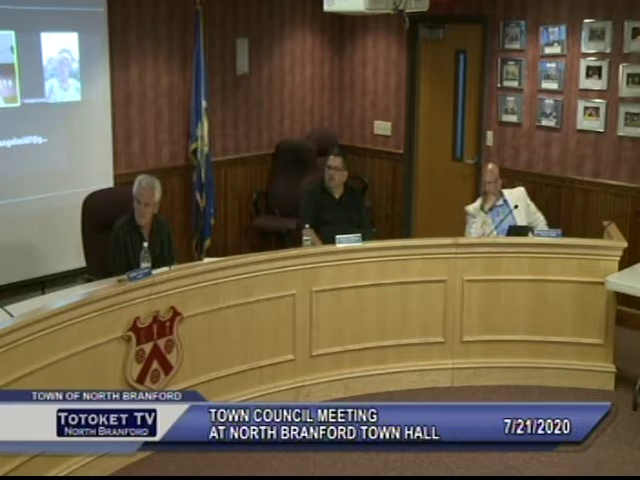 TOWN OF NORTH BRANFORD
TOTOKET TV
NORTH BRANFORD
TOWN COUNCIL MEETING
AT NORTH BRANFORD TOWN HALL
7/21/2020